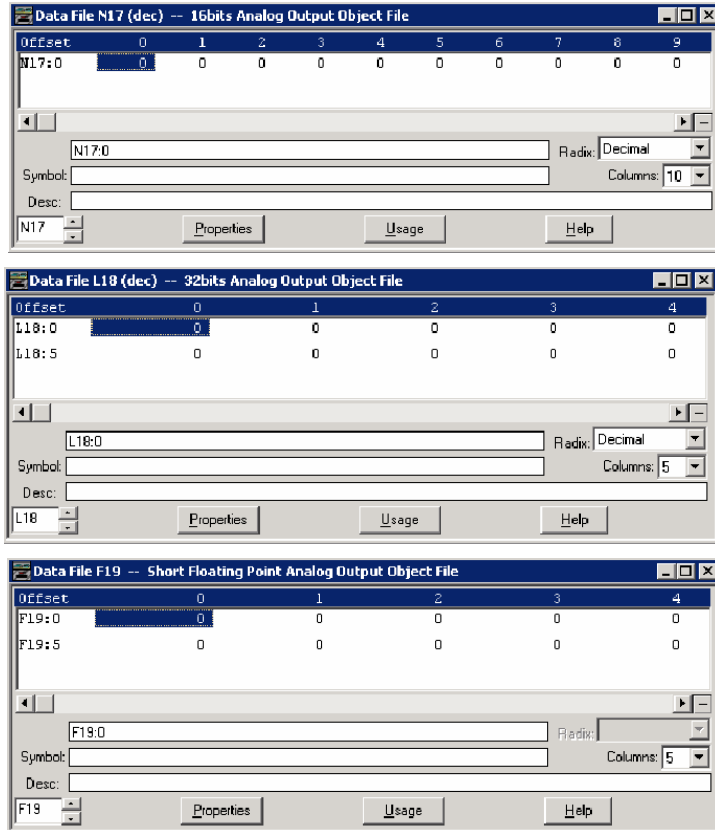 Data File N17 (dec) -- 16bits Analog Output Object File
Offset 0 1 2 3 4 5 6 7 8 9
N17:0 0 0 0 0 0 0 0 0 0 0
N17:0 Radix: Decimal
Symbol: Columns: 10
Desc:
N17 Properties Usage Help
Data File L18 (dec) -- 32bits Analog Output Object File
Offset 0 1 2 3 4
L18:0 0 0 0 0 0
L18:5 0 0 0 0 0
L18:0 Radix: Decimal
Symbol: Columns: 5
Desc:
L18 Properties Usage Help
Data File F19 -- Short Floating Point Analog Output Object File
Offset 0 1 2 3 4
F19:0 0 0 0 0 0
F19:5 0 0 0 0 0
F19:0 Radix:
Symbol: Columns: 5
Desc:
F19 Properties Usage Help